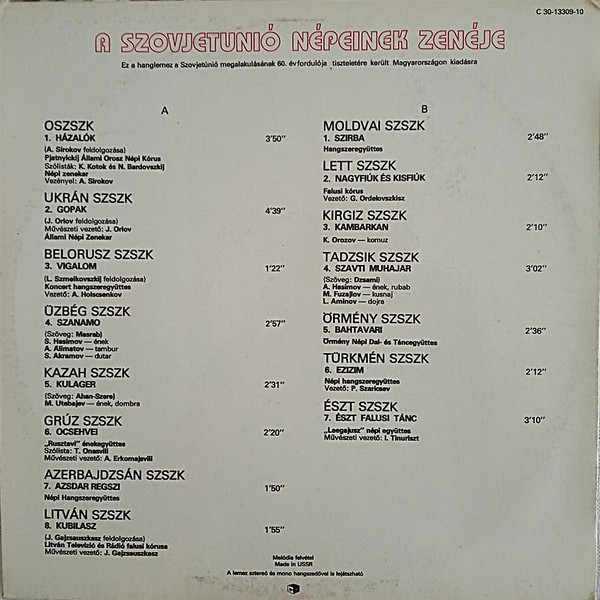 C 30-13309-10
A SZOVJETUNIÓ NÉPEINEK ZENÉJE
Ez a hanglemez a Szovjetúnió megalakulásának 60. évfordulója tiszteletére került Magyarországon kiadásra
A
OSZSZK
1. HÁZALÓK 3'50"
(A. Sirokov feldolgozása)
Pjatnyickij Állami Orosz Népi Kórus
Szólisták: K. Kotok és N. Bardovszkij
Népi zenekar
Vezényel: A. Sirokov
UKRÁN SZSZK
2. GOPAK 4'39"
(J. Orlov feldolgozása)
Művészeti vezető: J. Orlov
Állami Népi Zenekar
BELORUSZ SZSZK
3. VIGALOM 1'22"
(L. Szmelkovszkij feldolgozása)
Koncert hangszeregyüttes
Vezető: A. Holscsenkov
ÜZBÉG SZSZK
4. SZANAMO 2'57"
(Szöveg: Masrab)
S. Hasimov — ének
A. Alimatov — tambur
S. Akramov — dutar
KAZAH SZSZK
5. KULAGER 2'31"
(Szöveg: Ahan-Szere)
M. Utebajev — ének, dombra
GRÚZ SZSZK
6. OCSEHVEI 2'20"
„Rusztavi" énekegyüttes
Szólista: T. Onasvili
Művészeti vezető: A. Erkomajsvili
AZERBAJDZSÁN SZSZK
7. AZSDAR REGSZI 1'50"
Népi Hangszeregyüttes
LITVÁN SZSZK
8. KUBILASZ 1'55"
(J. Gajzsauszkasz feldolgozása)
Litván Televízió és Rádió falusi kórusa
Művészeti vezető: J. Gajzsauszkasz
B
MOLDVAI SZSZK
1. SZIRBA 2'48"
Hangszeregyüttes
LETT SZSZK
2. NAGYFIÚK ÉS KISFIÚK 2'12"
Falusi kórus
Vezető: G. Ordelovszkisz
KIRGIZ SZSZK
3. KAMBARKAN 2'10"
K. Orozov — komuz
TADZSIK SZSZK
4. SZAVTI MUHAJAR 3'02"
(Szöveg: Dzsami)
A. Hasimov — ének, rubab
M. Fuzajlov — kusnaj
L. Aminov — dojra
ÖRMÉNY SZSZK
5. BAHTAVARI 2'36"
Örmény Népi Dal- és Táncegyüttes
TÜRKMÉN SZSZK
6. EZIZIM 2'12"
Népi hangszeregyüttes
Vezető: P. Szaricsev
ÉSZT SZSZK
7. ÉSZT FALUSI TÁNC 3'10"
„Leegajusz" népi együttes
Művészeti vezető: I. Tinuriszt
Melódia felvétel
Made in USSR
A lemez sztereó és mono hangszedővel is lejátszható